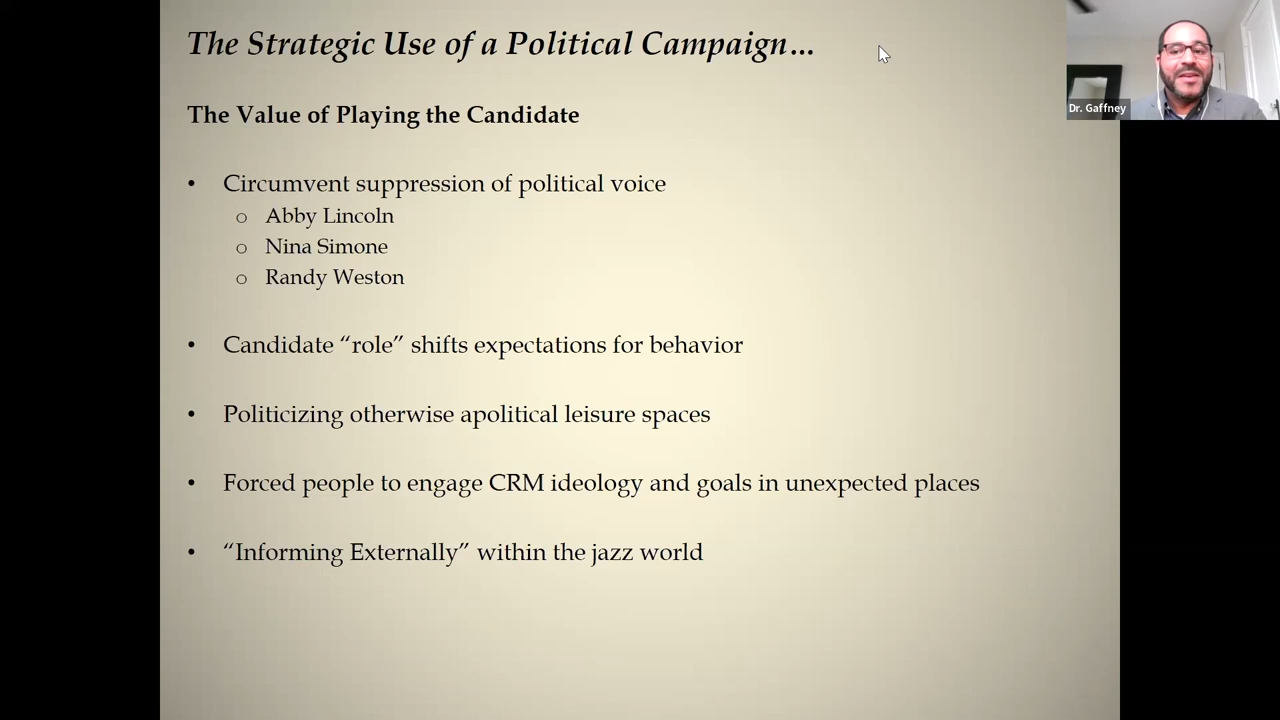 The Strategic Use of a Political Campaign…
Dr. Gaffney
The Value of Playing the Candidate
• Circumvent suppression of political voice
o Abby Lincoln
o Nina Simone
o Randy Weston
• Candidate “role” shifts expectations for behavior
• Politicizing otherwise apolitical leisure spaces
• Forced people to engage CRM ideology and goals in unexpected places
• “Informing Externally” within the jazz world